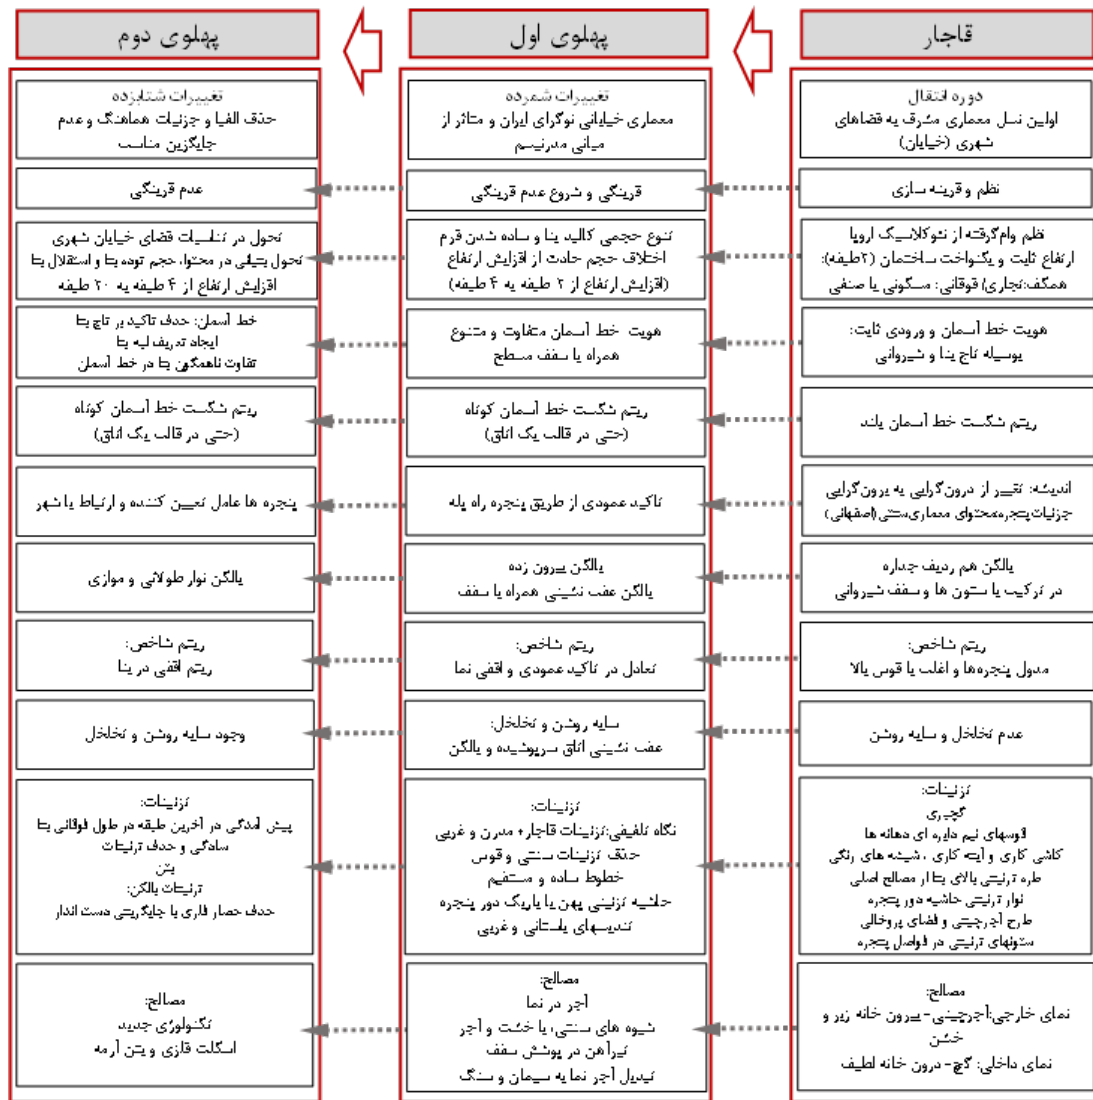 قاجار
پهلوی اول
پهلوی دوم
دوره انتقال
اولین نسل معماری مشرف به فضاهای
شهری (خیابان)
تغییرات شمرده
معماری خیابانی نوگرای ایران و متاثر از
مبانی مدرنیسم
تغییرات شتابزده
حذف الفبا و جزئیات هماهنگ و عدم
جایگزین مناسب
نظم و قرینه سازی
قرینگی و شروع عدم قرینگی
عدم قرینگی
نظم وام‌گرفته از نئوکلاسیک اروپا
ارتفاع ثابت و یکنواخت ساختمان (۲طبقه):
همکف:تجاری/ فوقانی: مسکونی یا صنفی
تنوع حجمی کالبد بنا و ساده شدن فرم
اختلاف حجم حادث از افزایش ارتفاع
(افزایش ارتفاع از ۲ طبقه به ۴ طبقه)
تحول در تناسبات فضای خیابان شهری
تحول بنیانی در محتوا، حجم توده بنا و استقلال بنا
افزایش ارتفاع از ۴ طبقه به ۲۰ طبقه
هویت خط آسمان و ورودی ثابت:
بوسیله تاج بنا و شیروانی
هویت خط آسمان متفاوت و متنوع
همراه با سقف مسطح
خط آسمان: حذف تاکید بر تاج بنا
ایجاد تعریف لبه بنا
تفاوت ناهمگون بنا در خط آسمان
ریتم شکست خط آسمان بلند
ریتم شکست خط آسمان کوتاه
(حتی در قالب یک اتاق)
ریتم شکست خط آسمان کوتاه
(حتی در قالب یک اتاق)
اندیشه: تغییر از درون‌گرایی به برون‌گرایی
جزئیات‌پنجره‌محتوای معماری‌سنتی(اصفهانی)
تاکید عمودی از طریق پنجره راه پله
پنجره ها عامل تعیین کننده و ارتباط با شهر
بالکن هم ردیف جداره
در ترکیب با ستون ها و سقف شیروانی
بالکن بیرون زده
بالکن عقب نشینی همراه با سقف
بالکن نوار طولانی و موازی
ریتم شاخص:
مدول پنجره‌ها و اغلب با قوس بالا
ریتم شاخص:
تعادل در تاکید عمودی و افقی نما
ریتم شاخص:
ریتم افقی در بنا
عدم تخلخل و سایه روشن
سایه روشن و تخلخل:
عقب نشینی اتاق سرپوشیده و بالکن
وجود سایه روشن و تخلخل
تزئینات:
گچبری
قوسهای نیم دایره ای دهانه ها
کاشی کاری و آینه کاری ، شیشه های رنگی
طره تزئینی بالای بنا از مصالح اصلی
نوار تزئینی حاشیه دور پنجره
طرح آجرچینی و فضای پروخالی
ستونهای تزئینی در فواصل پنجره
تزئینات:
نگاه تلفیقی:تزئینات قاجار+ مدرن و غربی
حذف تزئینات سنتی و قوس
خطوط ساده و مستقیم
حاشیه تزئینی پهن یا باریک دور پنجره
تندیسهای باستانی و غربی
تزئینات:
پیش آمدگی در آخرین طبقه در طول فوقانی بنا
سادگی و حذف تزئینات
بتن
تزئینات بالکن:
حذف حصار فلزی با جایگزینی دست انداز
مصالح:
نمای خارجی:آجرچینی- بیرون خانه زبر و
خشن
نمای داخلی: گچ- درون خانه لطیف
مصالح:
آجر در نما
شیوه های سنتی، با خشت و آجر
تیرآهن در پوشش سقف
تبدیل آجر نما به سیمان و سنگ
مصالح:
تکنولوژی جدید
اسکلت فلزی و بتن آرمه